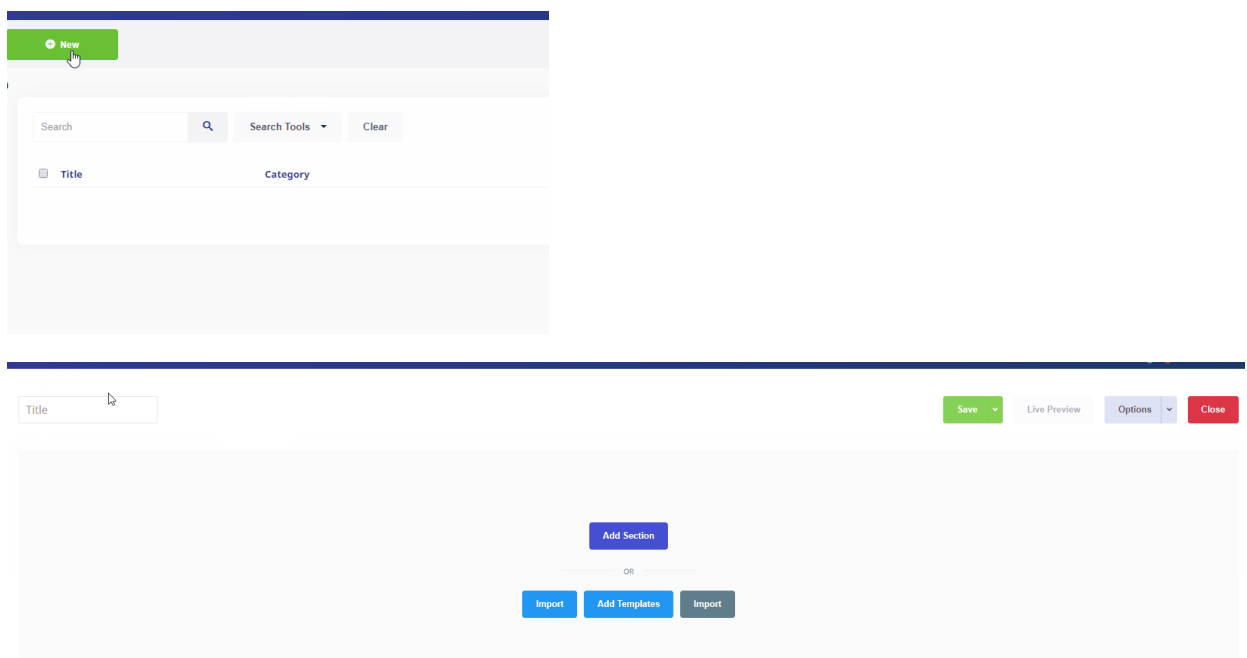 New
Search
Search Tools
Clear
Title
Category
Title
Save
Live Preview
Options
Close
Add Section
OR
Import
Add Templates
Import